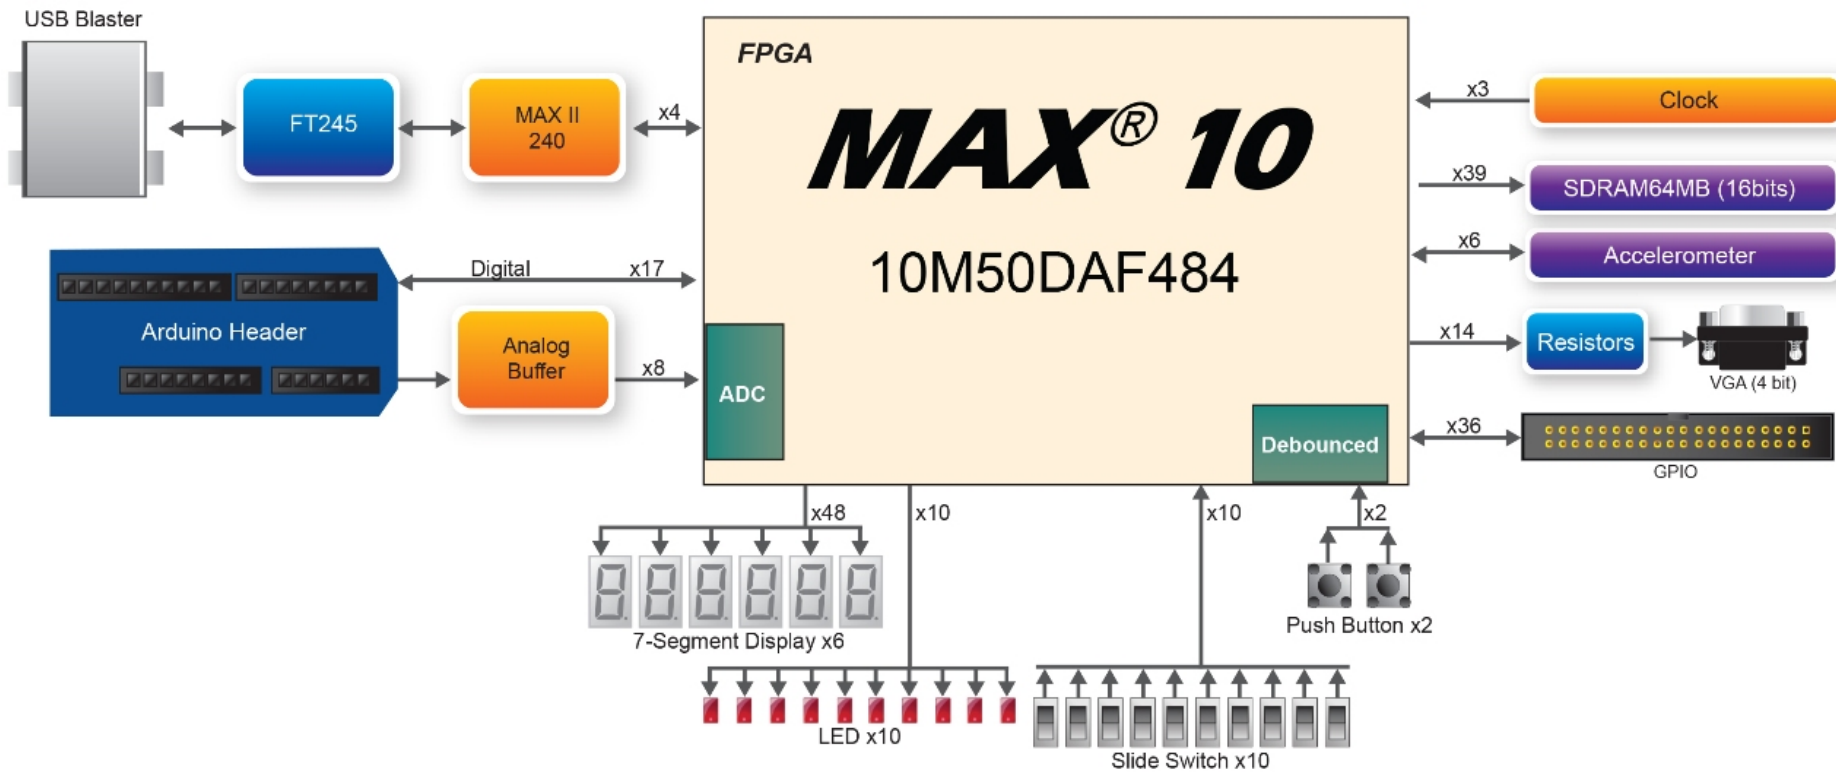 USB Blaster
FT245
MAX II
240
x4
FPGA
MAX® 10
10M50DAF484
x3
Clock
x39
SDRAM64MB (16bits)
x6
Accelerometer
x14
Resistors
VGA (4 bit)
x36
GPIO
Arduino Header
Digital
x17
Analog
Buffer
x8
ADC
Debounced
x48
7-Segment Display x6
x10
LED x10
x10
Slide Switch x10
x2
Push Button x2